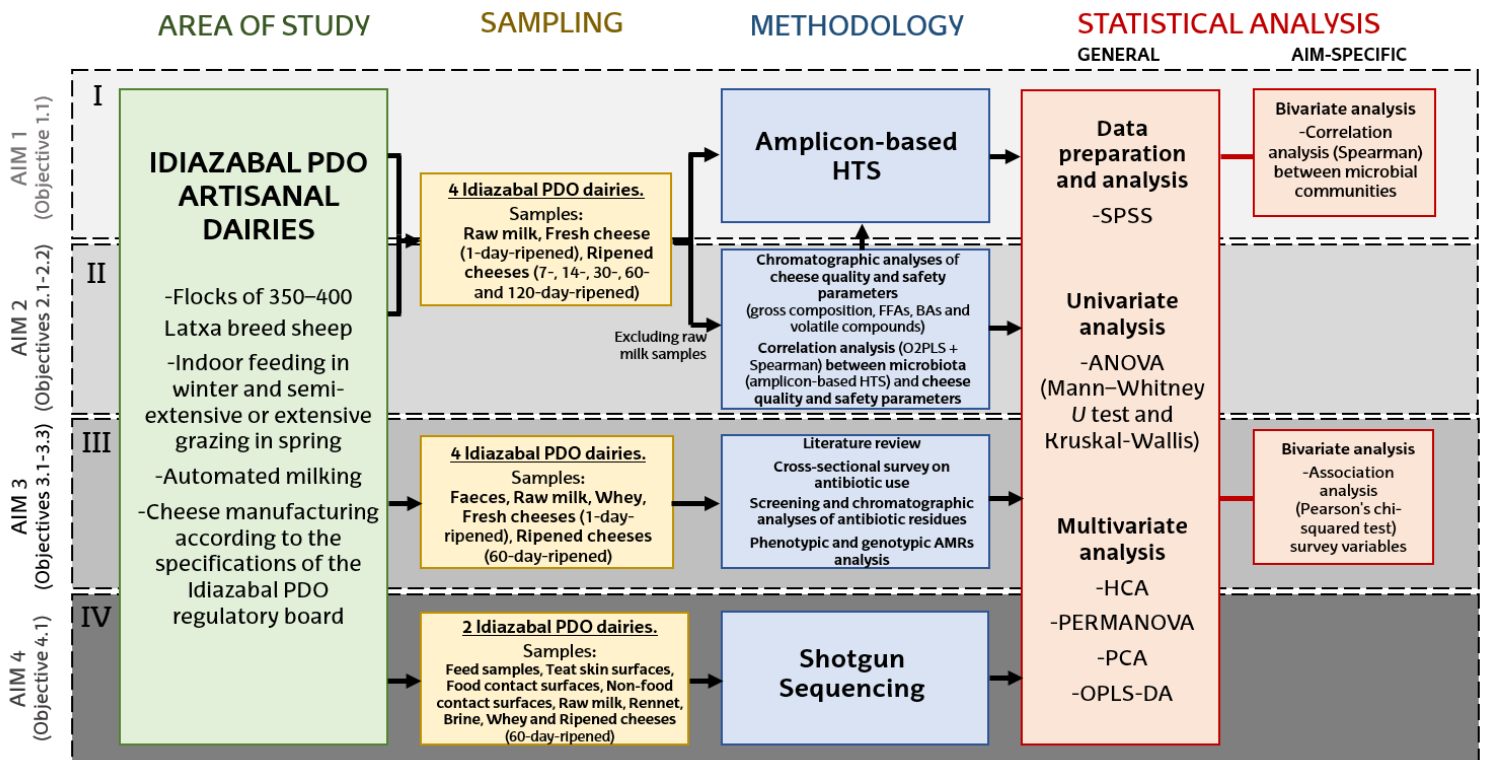 AREA OF STUDY
SAMPLING
METHODOLOGY
STATISTICAL ANALYSIS
GENERAL
AIM-SPECIFIC
AIM 1
(Objective 1.1)
I
AIM 2
(Objectives 2.1-2.2)
II
AIM 3
(Objectives 3.1-3.3)
III
AIM 4
(Objective 4.1)
IV
IDIAZABAL PDO
ARTISANAL
DAIRIES
-Flocks of 350–400
Latxa breed sheep
-Indoor feeding in
winter and semi-
extensive or extensive
grazing in spring
-Automated milking
-Cheese manufacturing
according to the
specifications of the
Idiazabal PDO
regulatory board
4 Idiazabal PDO dairies.
Samples:
Raw milk, Fresh cheese
(1-day-ripened), Ripened
cheeses (7-, 14-, 30-, 60-
and 120-day-ripened)
Excluding raw
milk samples
4 Idiazabal PDO dairies.
Samples:
Faeces, Raw milk, Whey,
Fresh cheeses (1-day-
ripened), Ripened cheeses
(60-day-ripened)
2 Idiazabal PDO dairies.
Samples:
Feed samples, Teat skin surfaces,
Food contact surfaces, Non-food
contact surfaces, Raw milk, Rennet,
Brine, Whey and Ripened cheeses
(60-day-ripened)
Amplicon-based
HTS
Chromatographic analyses of
cheese quality and safety
parameters
(gross composition, FFAs, BAs and
volatile compounds)
Correlation analysis (O2PLS +
Spearman) between microbiota
(amplicon-based HTS) and cheese
quality and safety parameters
Literature review
Cross-sectional survey on
antibiotic use
Screening and chromatographic
analyses of antibiotic residues
Phenotypic and genotypic AMRs
analysis
Shotgun
Sequencing
Data
preparation
and analysis
-SPSS
Univariate
analysis
-ANOVA
(Mann–Whitney
U test and
Kruskal-Wallis)
Multivariate
analysis
-HCA
-PERMANOVA
-PCA
-OPLS-DA
Bivariate analysis
-Correlation
analysis (Spearman)
between microbial
communities
Bivariate analysis
-Association
analysis
(Pearson's chi-
squared test)
survey variables